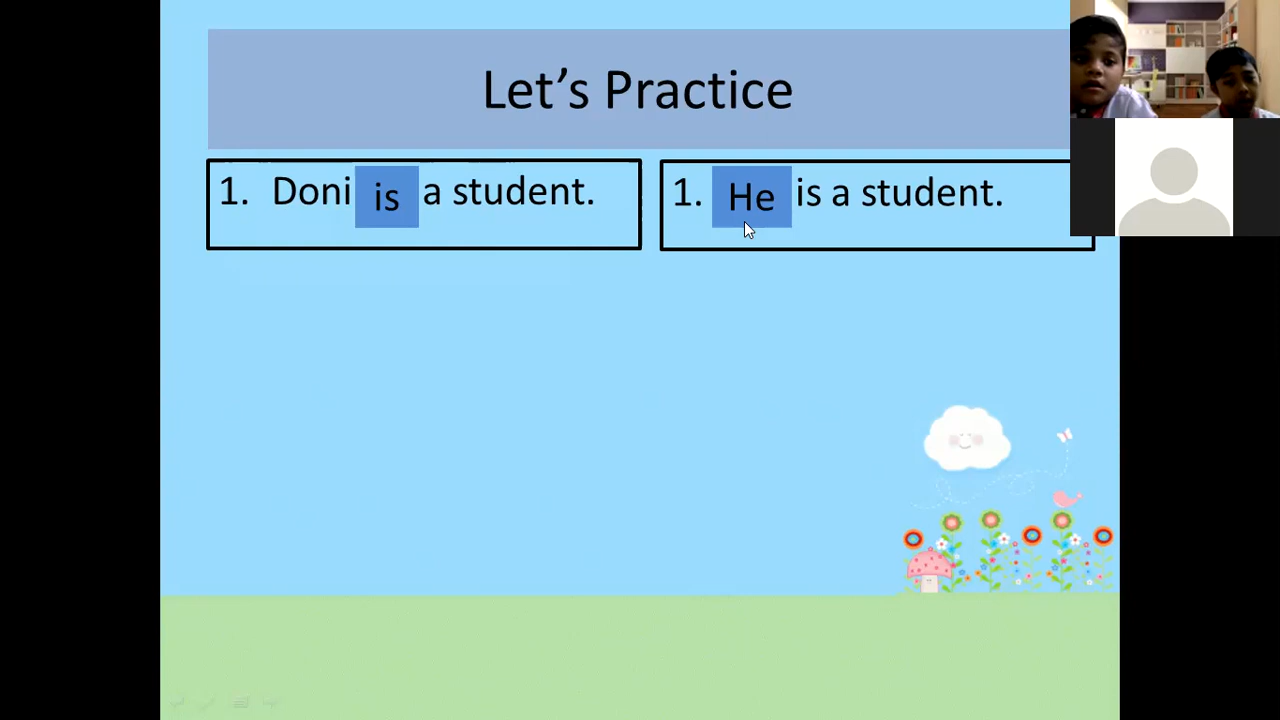 Let's Practice
1. Doni is a student.
1. He is a student.